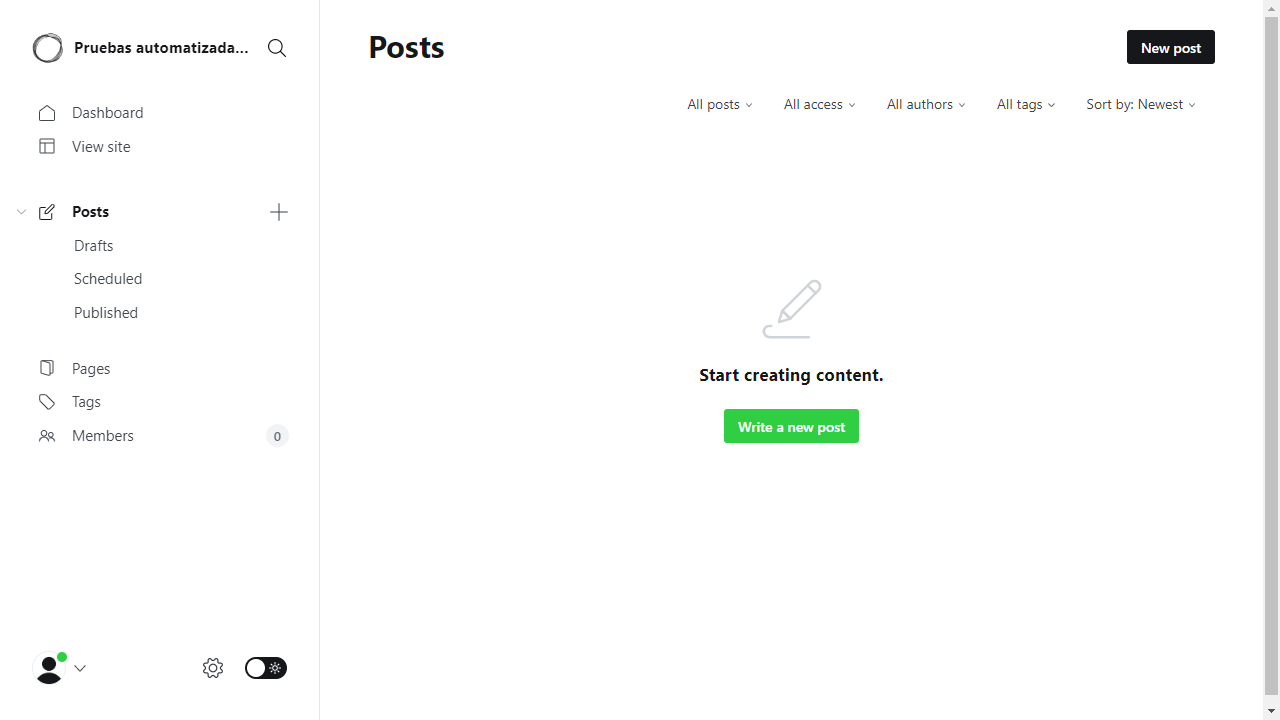 Pruebas automatizada...
Dashboard
View site
Posts
Drafts
Scheduled
Published
Pages
Tags
Members 0
Posts
New post
All posts All access All authors All tags Sort by: Newest
Start creating content.
Write a new post